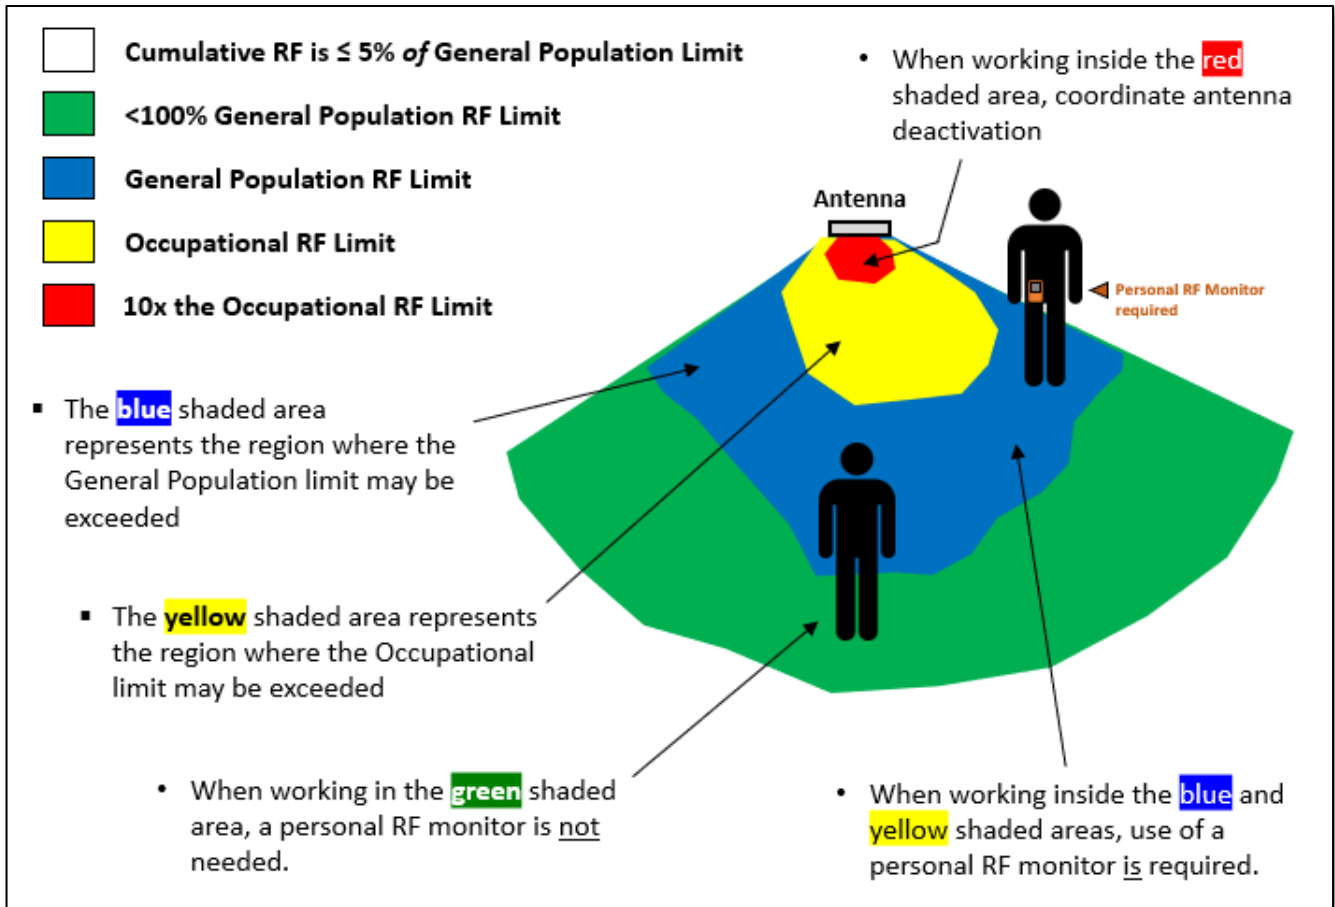 Cumulative RF is ≤ 5% of General Population Limit
<100% General Population RF Limit
General Population RF Limit
Occupational RF Limit
10x the Occupational RF Limit
• When working inside the red
shaded area, coordinate antenna
deactivation
Antenna
Personal RF Monitor
required
▪ The blue shaded area
represents the region where the
General Population limit may be
exceeded
▪ The yellow shaded area represents
the region where the Occupational
limit may be exceeded
• When working in the green shaded
area, a personal RF monitor is not
needed.
• When working inside the blue and
yellow shaded areas, use of a
personal RF monitor is required.